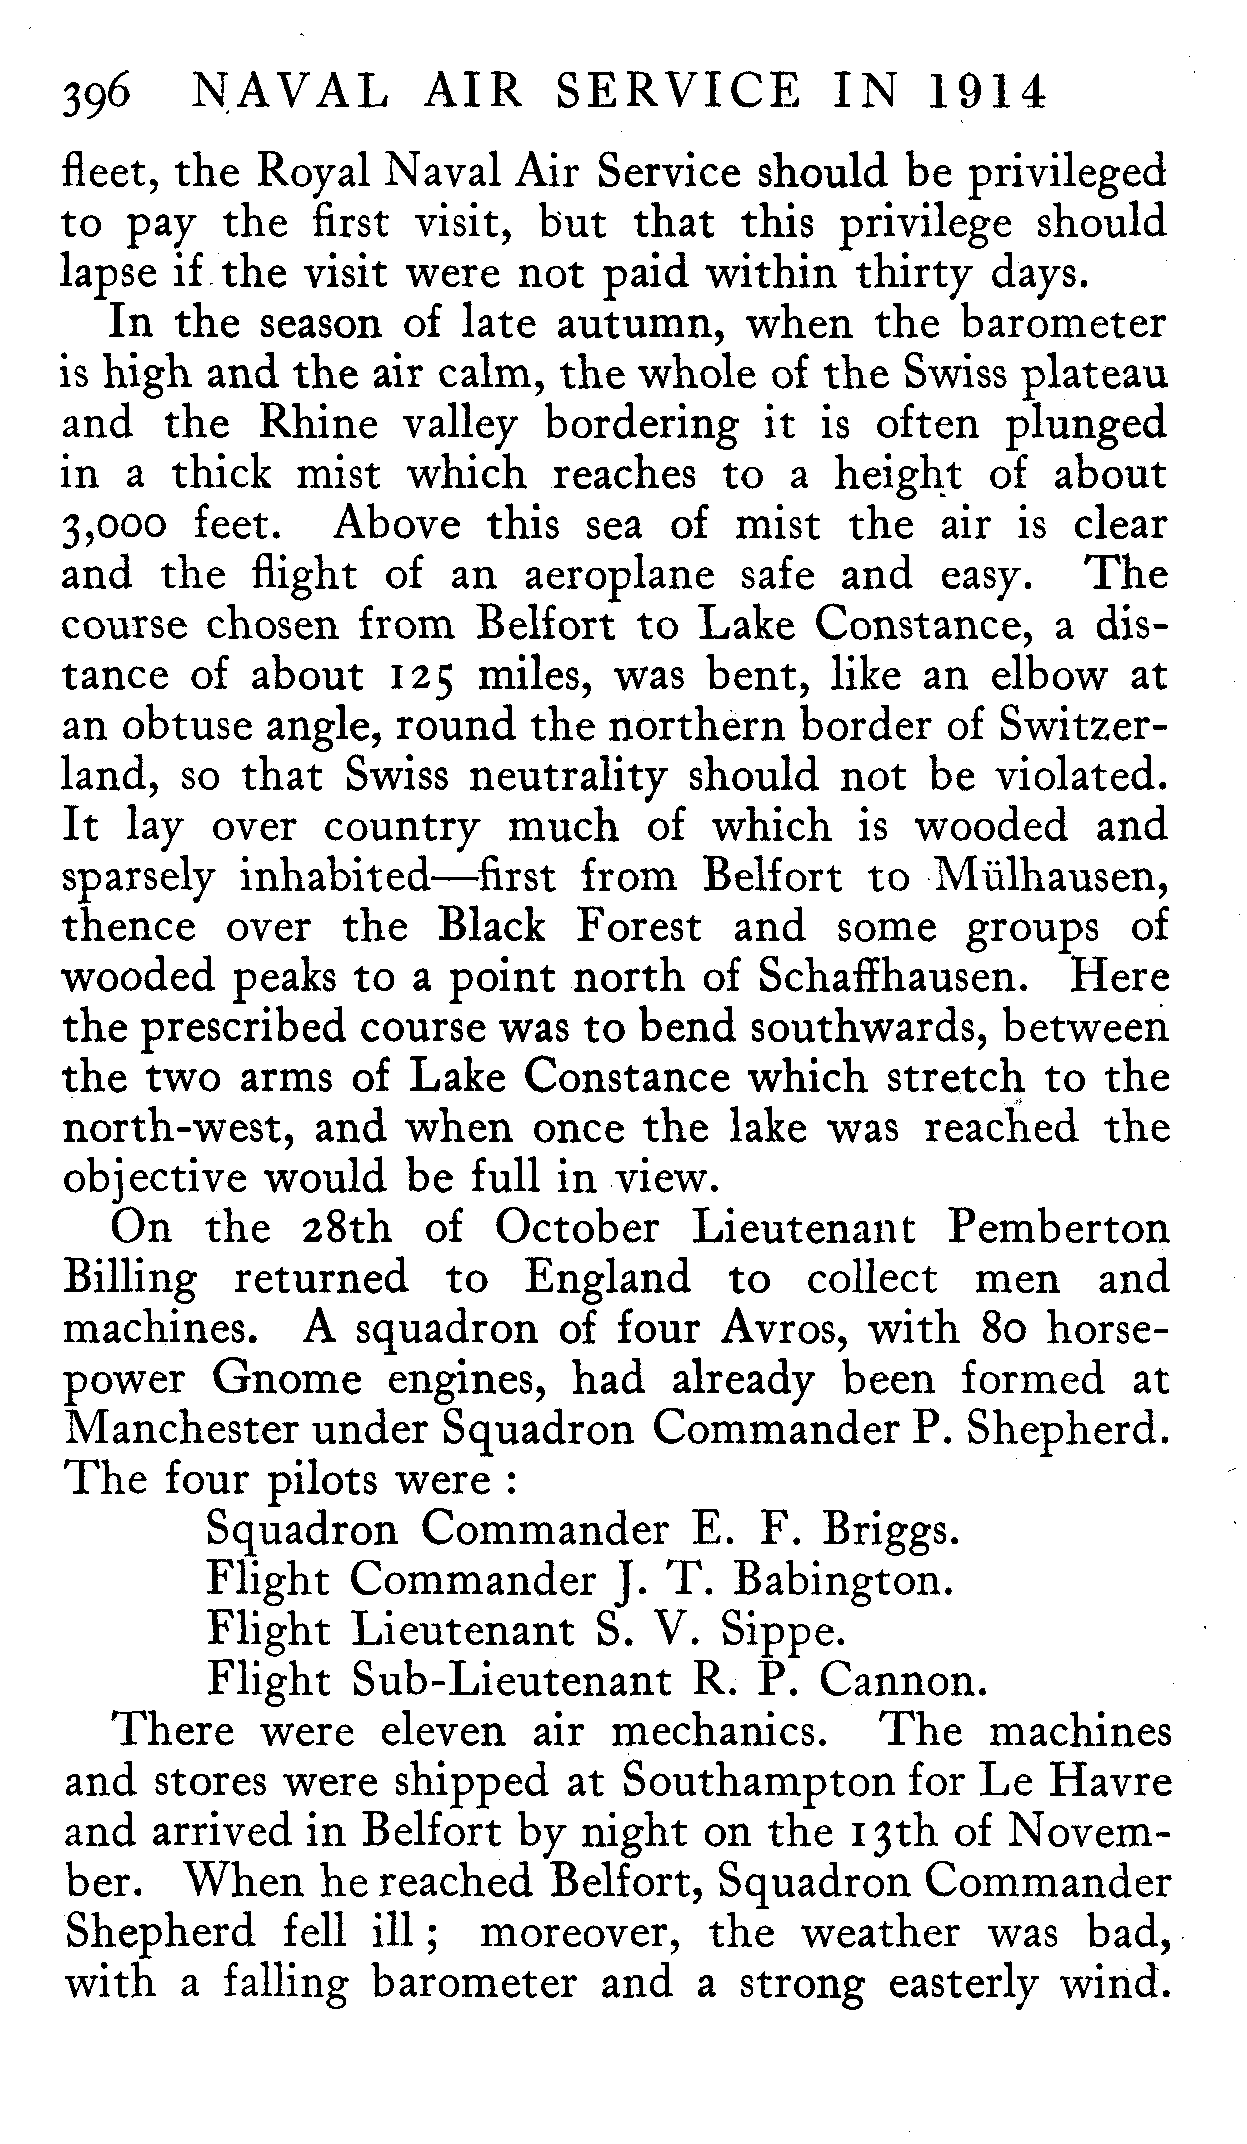 396 NAVAL AIR SERVICE IN 1914
fleet, the Royal Naval Air Service should be privileged
to pay the first visit, but that this privilege should
lapse if the visit were not paid within thirty days.
In the season of late autumn, when the barometer
is high and the air calm, the whole of the Swiss plateau
and the Rhine valley bordering it is often plunged
in a thick mist which reaches to a height of about
3,000 feet. Above this sea of mist the air is clear
and the flight of an aeroplane safe and easy. The
course chosen from Belfort to Lake Constance, a dis-
tance of about 125 miles, was bent, like an elbow at
an obtuse angle, round the northern border of Switzer-
land, so that Swiss neutrality should not be violated.
It lay over country much of which is wooded and
sparsely inhabited—first from Belfort to Mülhausen,
thence over the Black Forest and some groups of
wooded peaks to a point north of Schaffhausen. Here
the prescribed course was to bend southwards, between
the two arms of Lake Constance which stretch to the
north-west, and when once the lake was reached the
objective would be full in view.
On the 28th of October Lieutenant Pemberton
Billing returned to England to collect men and
machines. A squadron of four Avros, with 80 horse-
power Gnome engines, had already been formed at
Manchester under Squadron Commander P. Shepherd.
The four pilots were :
Squadron Commander E. F. Briggs.
Flight Commander J. T. Babington.
Flight Lieutenant S. V. Sippe.
Flight Sub-Lieutenant R. P. Cannon.
There were eleven air mechanics. The machines
and stores were shipped at Southampton for Le Havre
and arrived in Belfort by night on the 13th of Novem-
ber. When he reached Belfort, Squadron Commander
Shepherd fell ill ; moreover, the weather was bad,
with a falling barometer and a strong easterly wind.